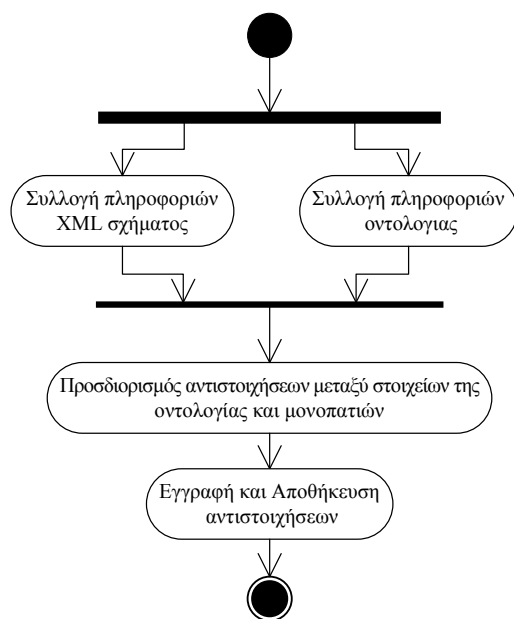 Συλλογή πληροφοριών
XML σχήματος
Συλλογή πληροφοριών
οντολογιας
Προσδιορισμός αντιστοιχήσεων μεταξύ στοιχείων της
οντολογίας και μονοπατιών
Εγγραφή και Αποθήκευση
αντιστοιχήσεων